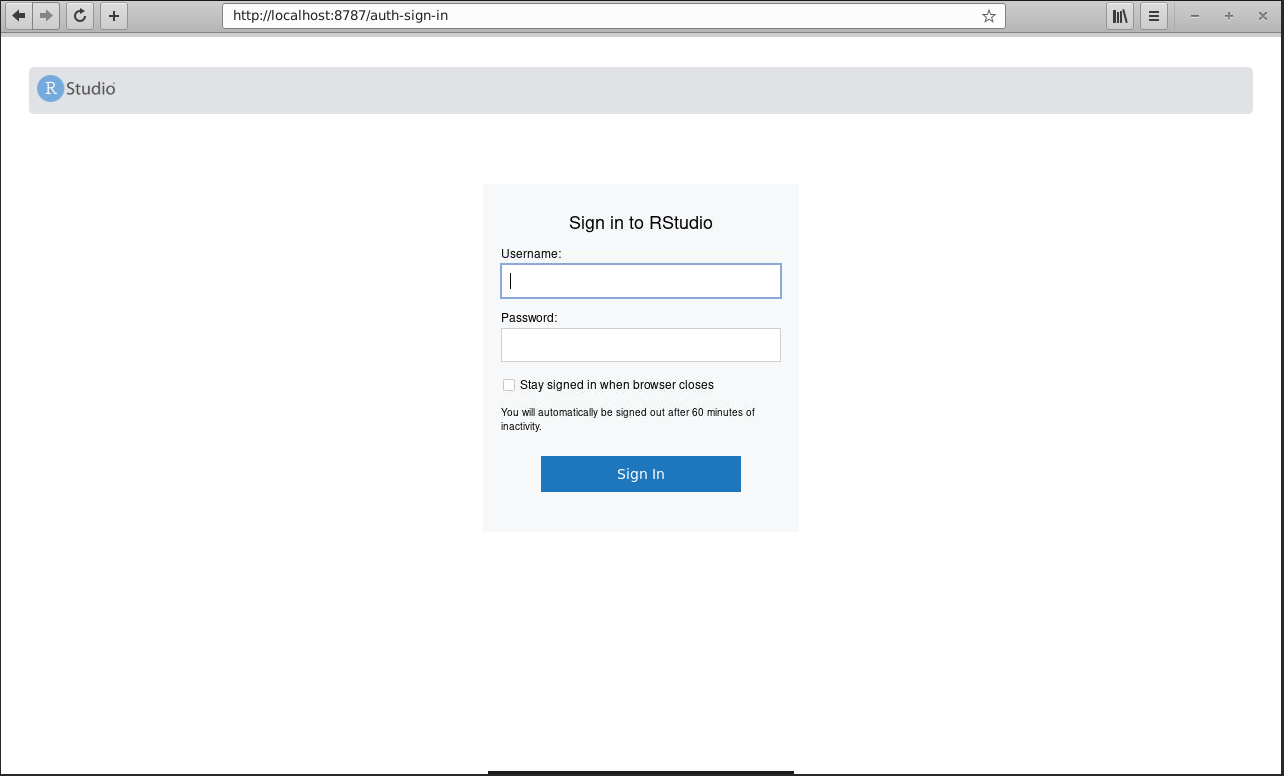 http://localhost:8787/auth-sign-in
R Studio
Sign in to RStudio
Username:
Password:
Stay signed in when browser closes
You will automatically be signed out after 60 minutes of
inactivity.
Sign In